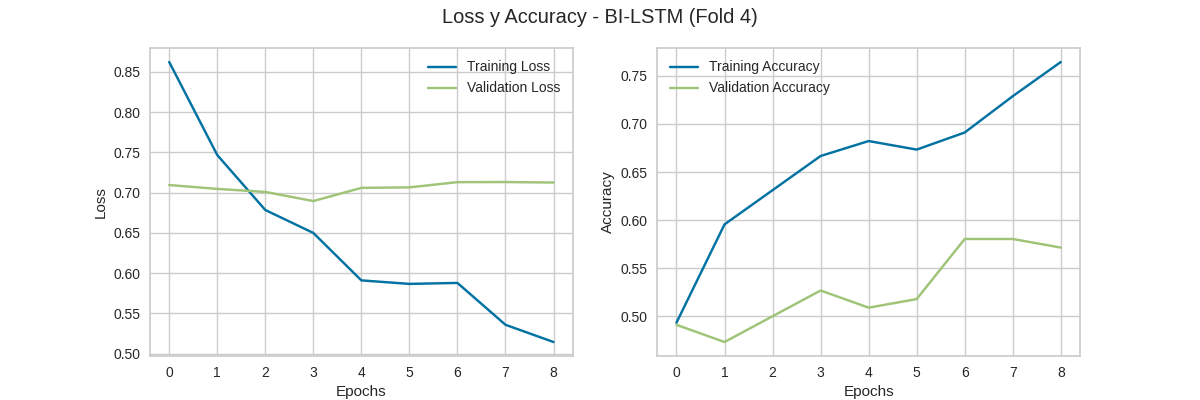 Loss y Accuracy - BI-LSTM (Fold 4)
Training Loss
Validation Loss
0.85
0.80
0.75
0.70
0.65
0.60
0.55
0.50
Loss
0 1 2 3 4 5 6 7 8
Epochs
Training Accuracy
Validation Accuracy
0.75
0.70
0.65
0.60
0.55
0.50
Accuracy
0 1 2 3 4 5 6 7 8
Epochs